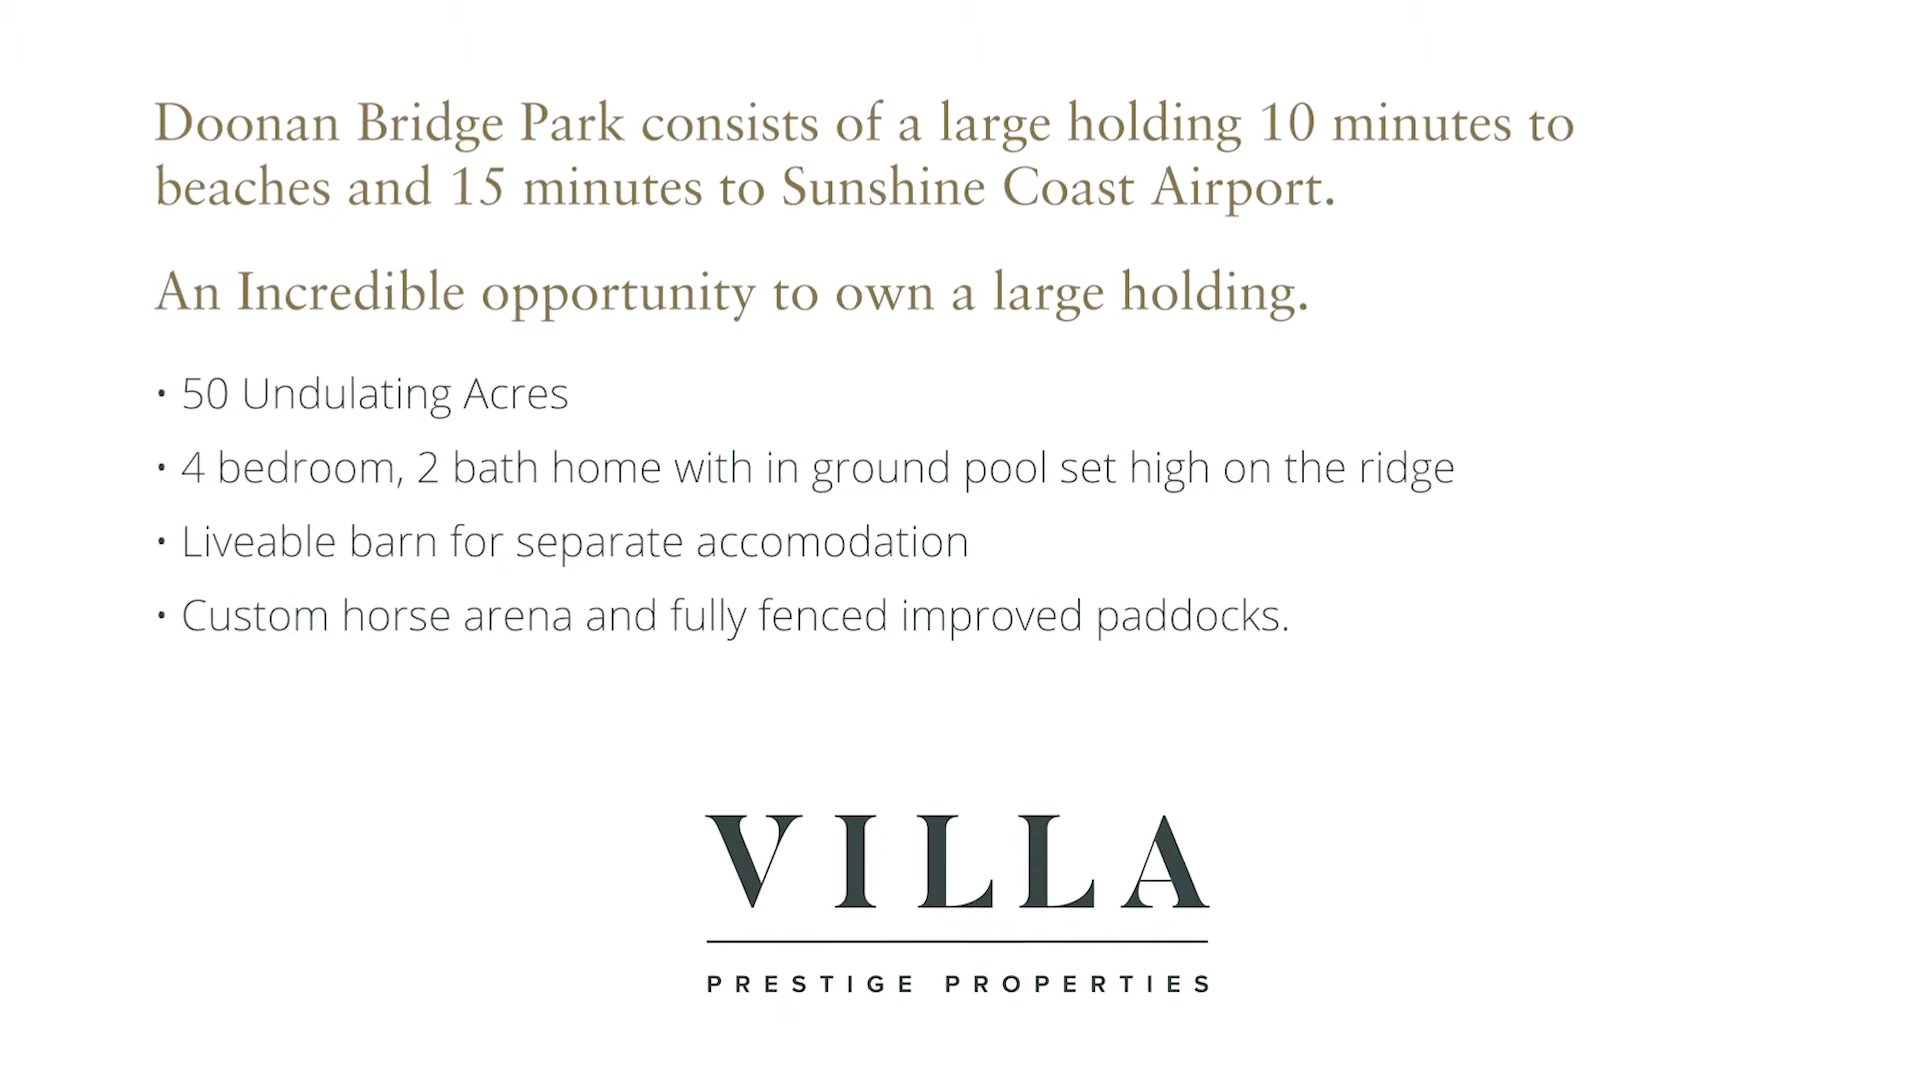 Doonan Bridge Park consists of a large holding 10 minutes to
beaches and 15 minutes to Sunshine Coast Airport.
An Incredible opportunity to own a large holding.
• 50 Undulating Acres
• 4 bedroom, 2 bath home with in ground pool set high on the ridge
• Liveable barn for separate accomodation
• Custom horse arena and fully fenced improved paddocks.
VILLA
PRESTIGE PROPERTIES